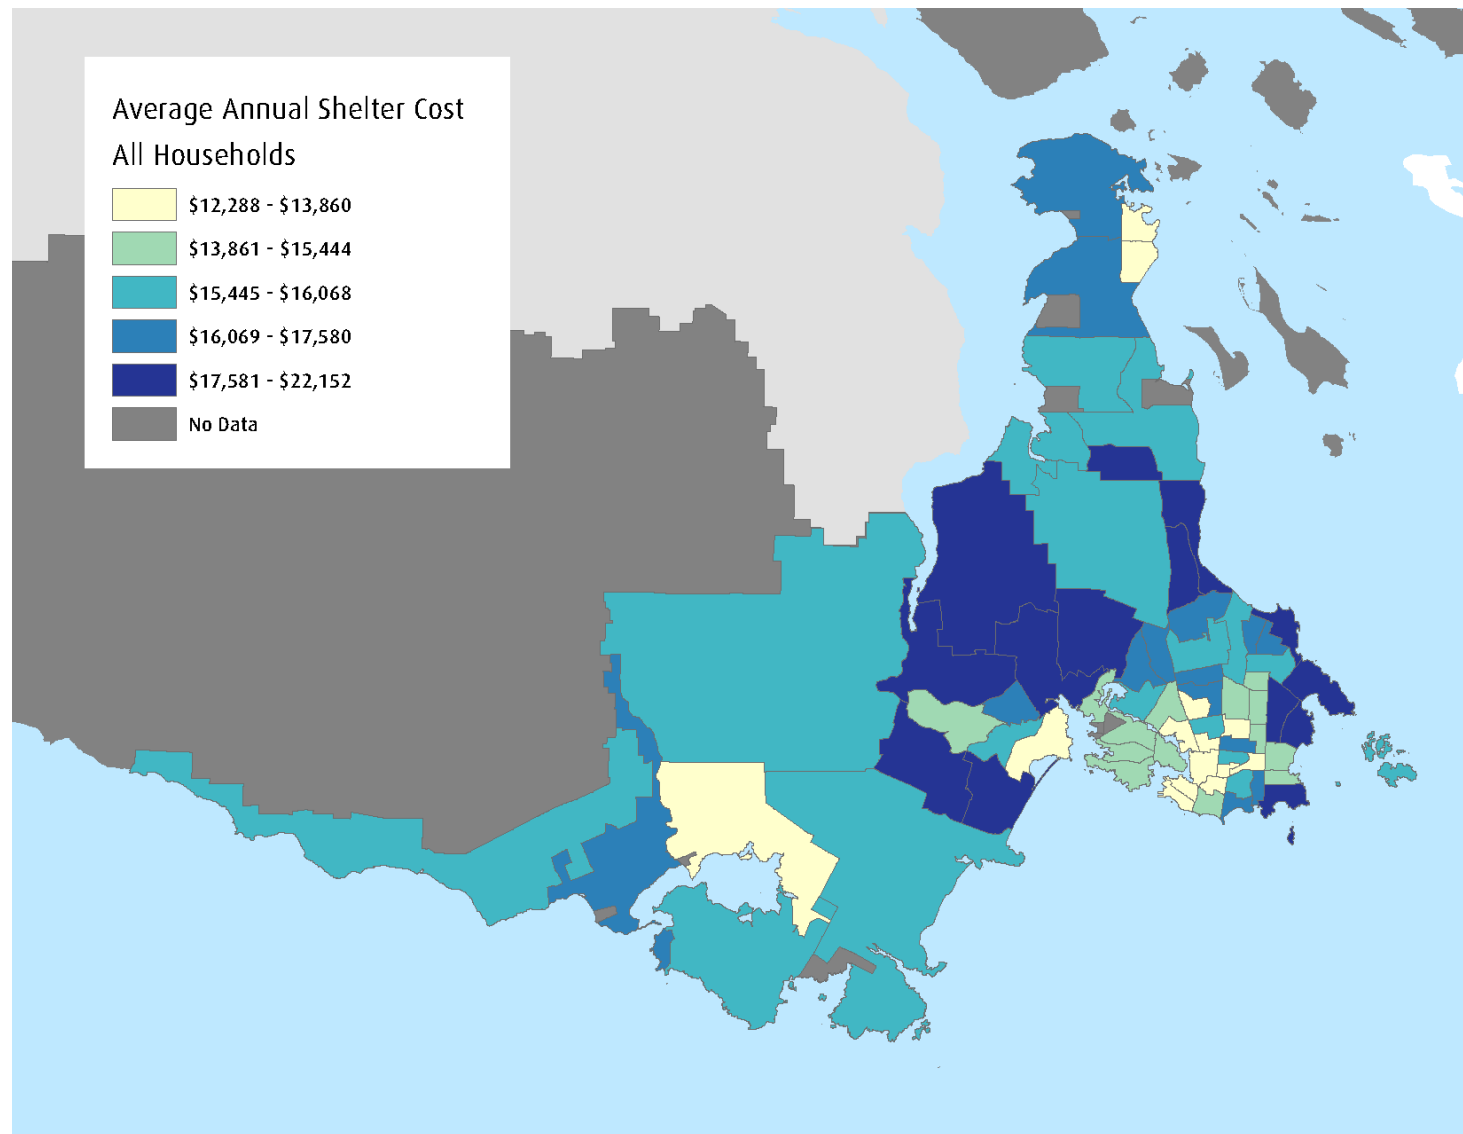 Average Annual Shelter Cost
All Households
$12,288 - $13,860
$13,861 - $15,444
$15,445 - $16,068
$16,069 - $17,580
$17,581 - $22,152
No Data